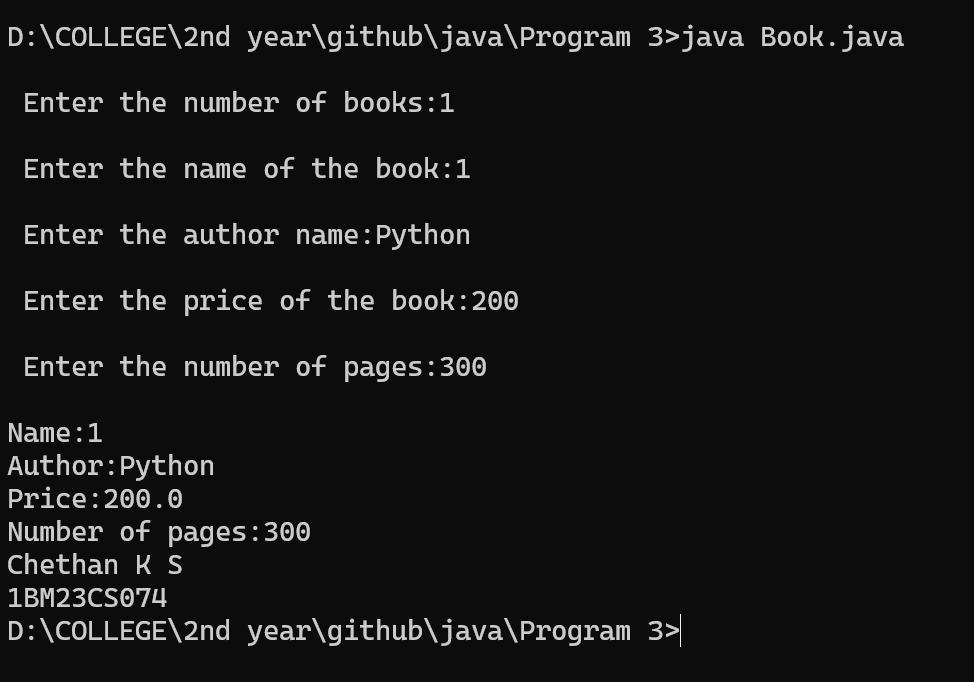 D:\COLLEGE\2nd year\github\java\Program 3>java Book.java
Enter the number of books:1
Enter the name of the book:1
Enter the author name:Python
Enter the price of the book:200
Enter the number of pages:300
Name:1
Author:Python
Price:200.0
Number of pages:300
Chethan K S
1BM23CS074
D:\COLLEGE\2nd year\github\java\Program 3>